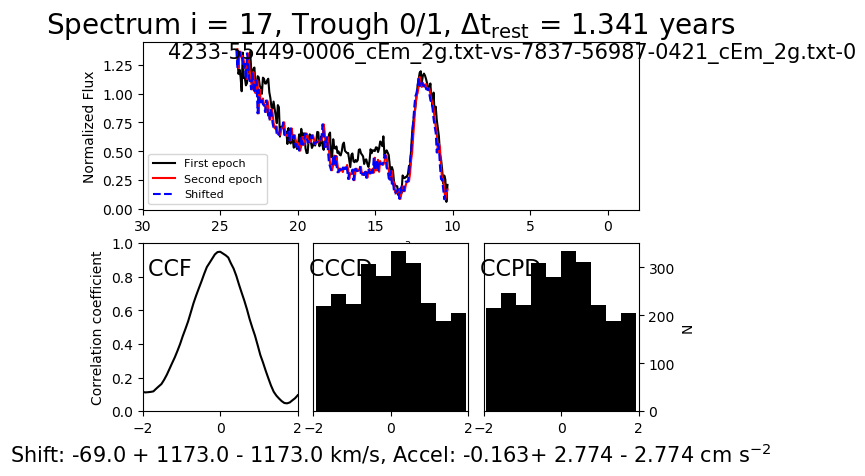 Spectrum i = 17, Trough 0/1, Δt_rest = 1.341 years
4233-55449-0006_cEm_2g.txt-vs-7837-56987-0421_cEm_2g.txt-0
Normalized Flux
1.25
1.00
0.75
0.50
0.25
0.00
First epoch
Second epoch
Shifted
30 25 20 15 10 5 0
Correlation coefficient
1.0
0.8
0.6
0.4
0.2
0.0
CCF
CCCD
CCPD
300
200
100
0
N
−2 0 2
−2 0 2
−2 0 2
Shift: -69.0 + 1173.0 - 1173.0 km/s, Accel: -0.163+ 2.774 - 2.774 cm s⁻²